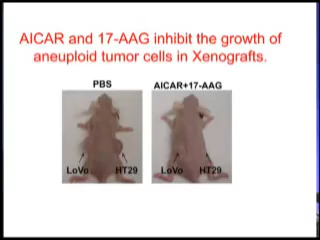 AICAR and 17-AAG inhibit the growth of
aneuploid tumor cells in Xenografts.
PBS
AICAR+17-AAG
LoVo HT29
LoVo HT29